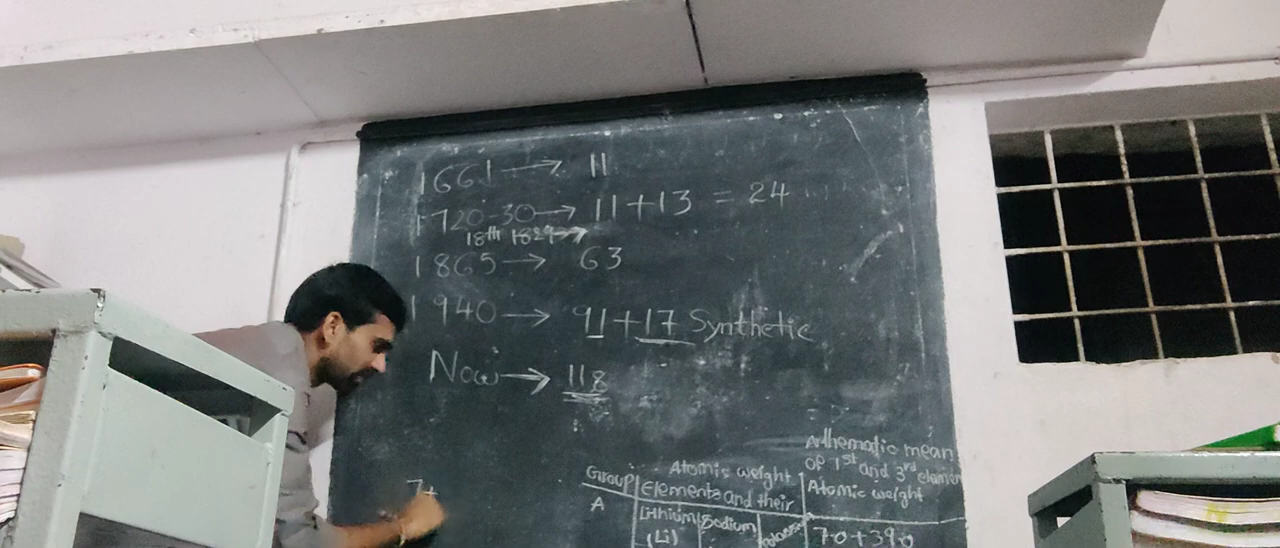 1661 → 11
1720-30 → 11+13 = 24
18th 1829 →
1865 → 63
1940 → 91+17 Synthetic
Now → 118
7+
Arthematic mean
of 1st and 3rd element
Atomic weight
Group Atomic weight
Elements and their
A Lithium Sodium
(Li)
7.0+39.0